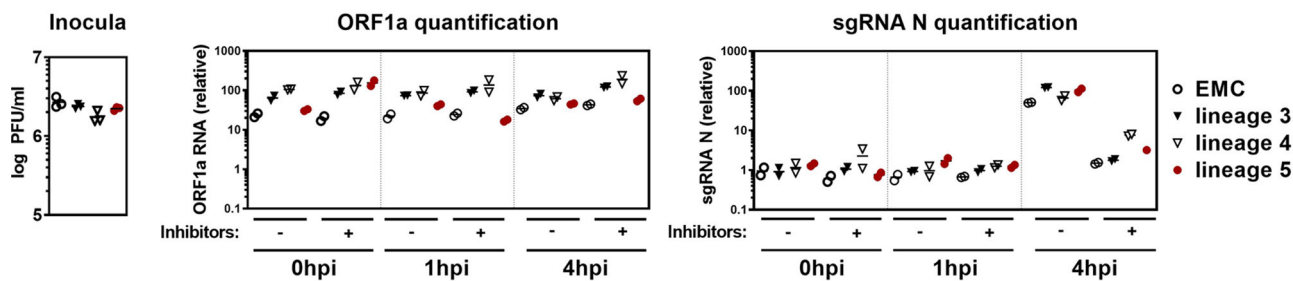 Inocula
log PFU/ml
7
6
5
ORF1a quantification
ORF1a RNA (relative)
1000
100
10
1
0.1
Inhibitors: - + - + - +
0hpi 1hpi 4hpi
sgRNA N quantification
sgRNA N (relative)
1000
100
10
1
0.1
Inhibitors: - + - + - +
0hpi 1hpi 4hpi
EMC
lineage 3
lineage 4
lineage 5